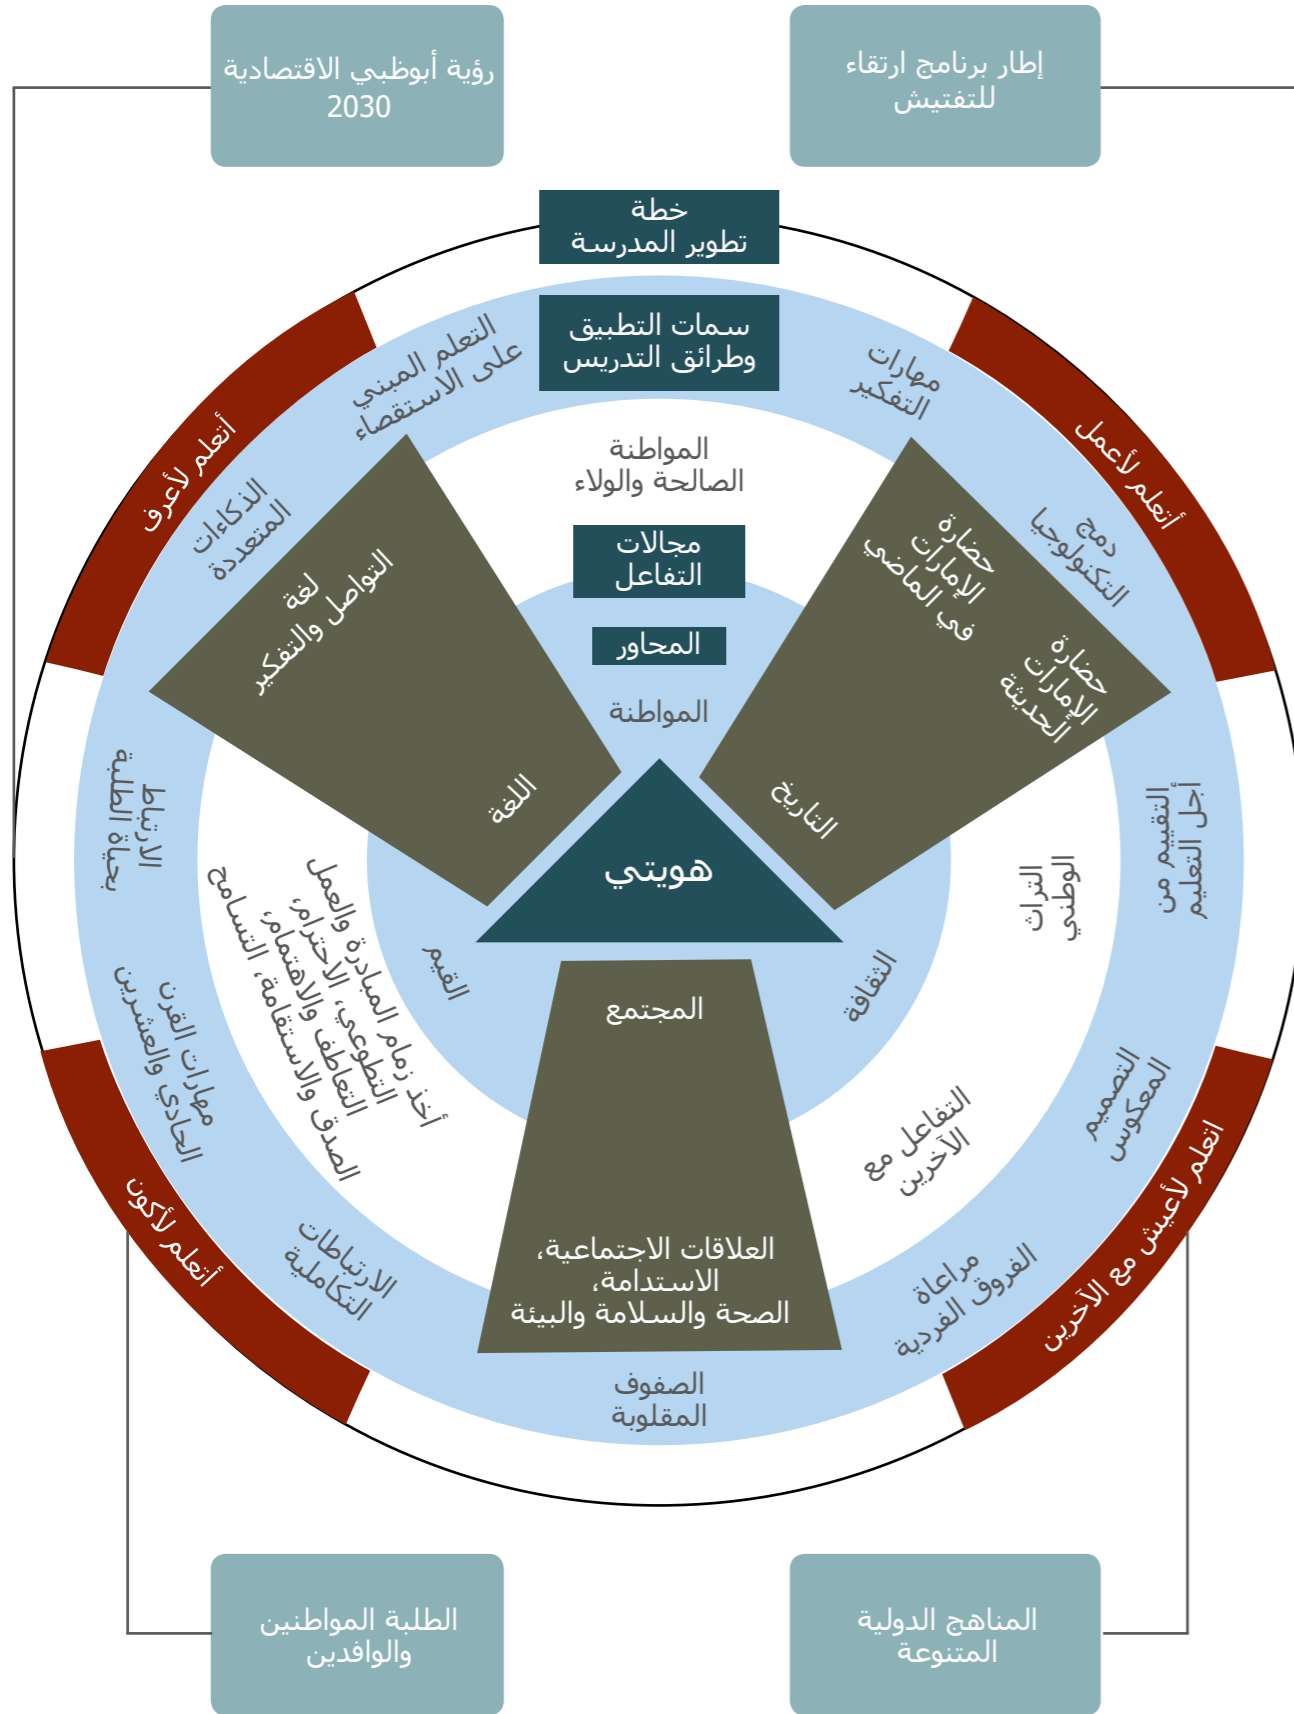 إطار برنامج ارتقاء
للتفتيش
رؤية أبوظبي الاقتصادية
2030
خطة
تطوير المدرسة
سمات التطبيق
وطرائق التدريس
مهارات
التفكير
دمج
التكنولوجيا
التقييم من
أجل التعليم
التصميم
المعكوس
مراعاة
الفروق الفردية
الصفوف
المقلوبة
الارتباطات
التكاملية
مهارات القرن
الحادي والعشرين
الارتباط
بحياة الطلبة
الذكاءات
المتعددة
التعلم المبني
على الاستقصاء
أتعلم لأعمل
اتعلم لأعيش مع الآخرين
أتعلم لأكون
أتعلم لأعرف
المواطنة
الصالحة والولاء
مجالات
التفاعل
المحاور
المواطنة
حضارة
الإمارات
في الماضي
حضارة
الإمارات
الحديثة
التاريخ
التراث
الوطني
الثقافة
التفاعل مع
الآخرين
المجتمع
العلاقات الاجتماعية،
الاستدامة،
الصحة والسلامة والبيئة
القيم
أخذ زمام المبادرة والعمل
التطوعي، الاحترام،
التعاطف والاهتمام،
الصدق والاستقامة، التسامح
لغة
التواصل والتفكير
اللغة
هويتي
المناهج الدولية
المتنوعة
الطلبة المواطنين
والوافدين